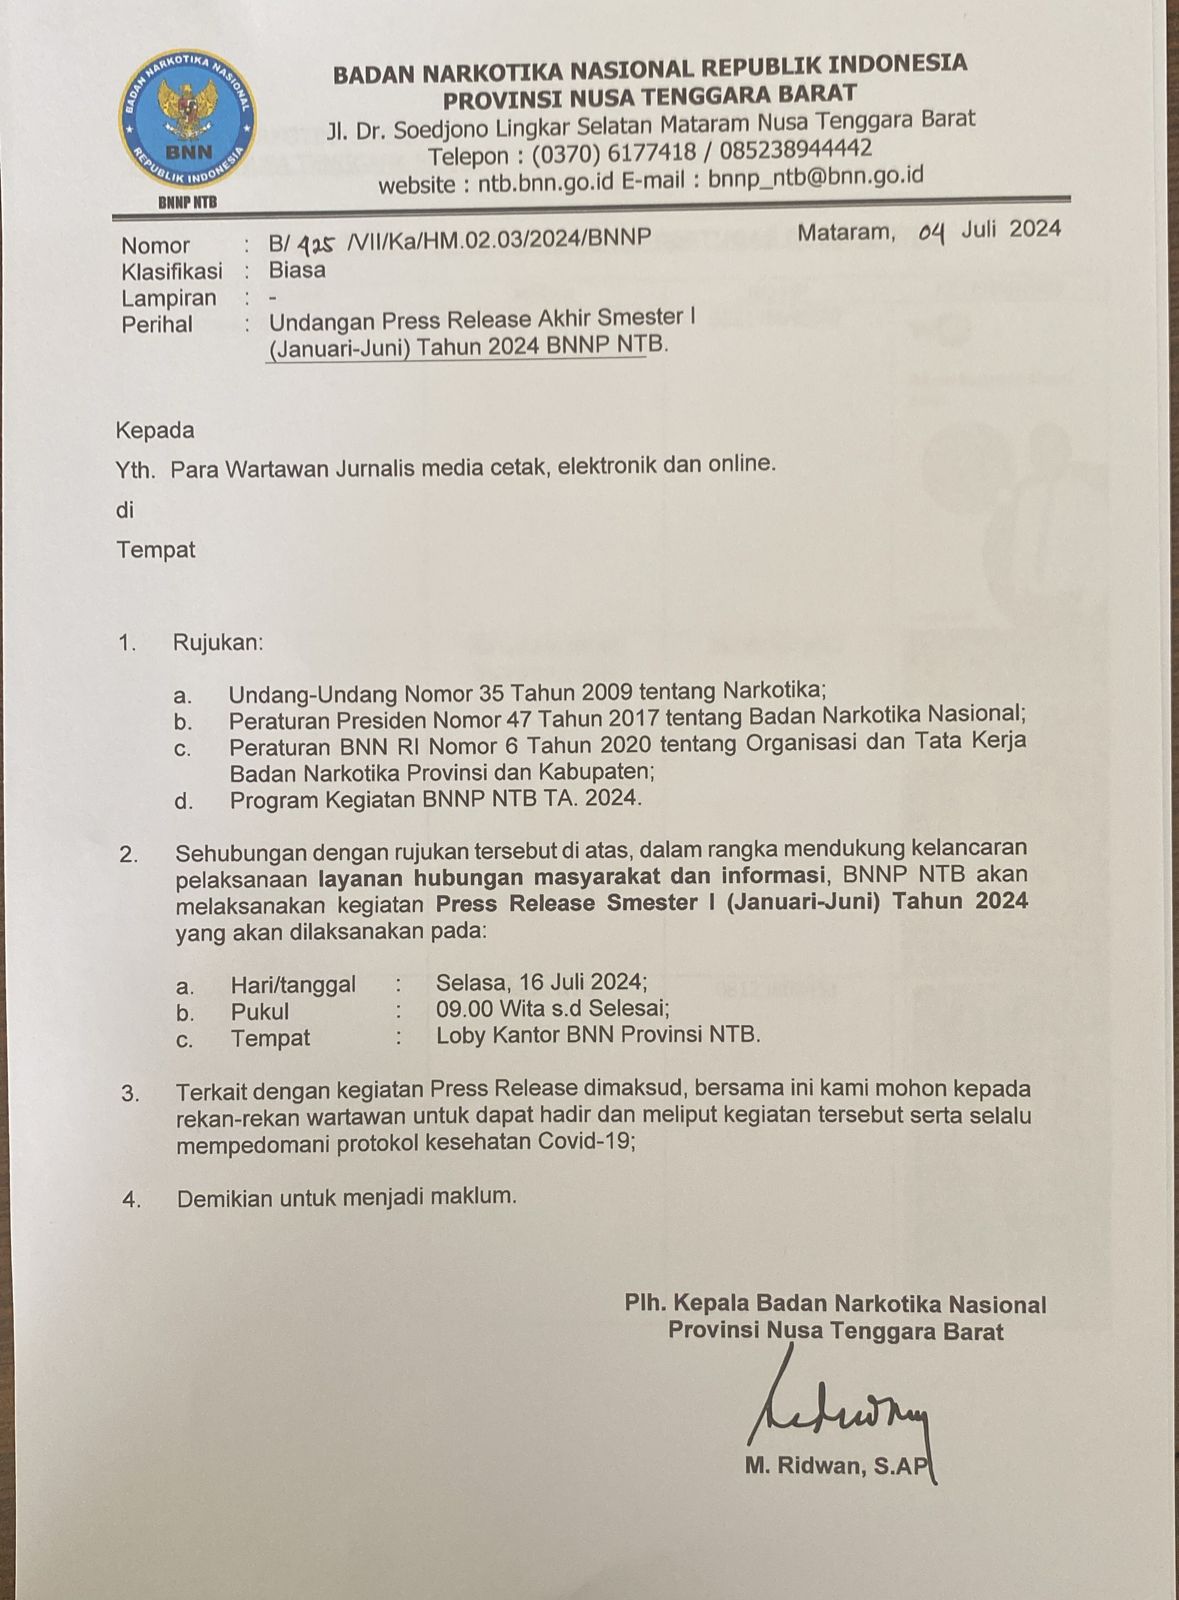 BADAN NARKOTIKA NASIONAL
BNN
REPUBLIK INDONESIA
BNNP NTB
BADAN NARKOTIKA NASIONAL REPUBLIK INDONESIA
PROVINSI NUSA TENGGARA BARAT
Jl. Dr. Soedjono Lingkar Selatan Mataram Nusa Tenggara Barat
Telepon : (0370) 6177418 / 085238944442
website : ntb.bnn.go.id E-mail : bnnp_ntb@bnn.go.id
Nomor : B/ 925 /VII/Ka/HM.02.03/2024/BNNP Mataram, 04 Juli 2024
Klasifikasi : Biasa
Lampiran : -
Perihal : Undangan Press Release Akhir Smester I
(Januari-Juni) Tahun 2024 BNNP NTB.
Kepada
Yth. Para Wartawan Jurnalis media cetak, elektronik dan online.
di
Tempat
1. Rujukan:
a. Undang-Undang Nomor 35 Tahun 2009 tentang Narkotika;
b. Peraturan Presiden Nomor 47 Tahun 2017 tentang Badan Narkotika Nasional;
c. Peraturan BNN RI Nomor 6 Tahun 2020 tentang Organisasi dan Tata Kerja
Badan Narkotika Provinsi dan Kabupaten;
d. Program Kegiatan BNNP NTB TA. 2024.
2. Sehubungan dengan rujukan tersebut di atas, dalam rangka mendukung kelancaran
pelaksanaan layanan hubungan masyarakat dan informasi, BNNP NTB akan
melaksanakan kegiatan Press Release Smester I (Januari-Juni) Tahun 2024
yang akan dilaksanakan pada:
a. Hari/tanggal : Selasa, 16 Juli 2024;
b. Pukul : 09.00 Wita s.d Selesai;
c. Tempat : Loby Kantor BNN Provinsi NTB.
3. Terkait dengan kegiatan Press Release dimaksud, bersama ini kami mohon kepada
rekan-rekan wartawan untuk dapat hadir dan meliput kegiatan tersebut serta selalu
mempedomani protokol kesehatan Covid-19;
4. Demikian untuk menjadi maklum.
Plh. Kepala Badan Narkotika Nasional
Provinsi Nusa Tenggara Barat
M. Ridwan, S.AP